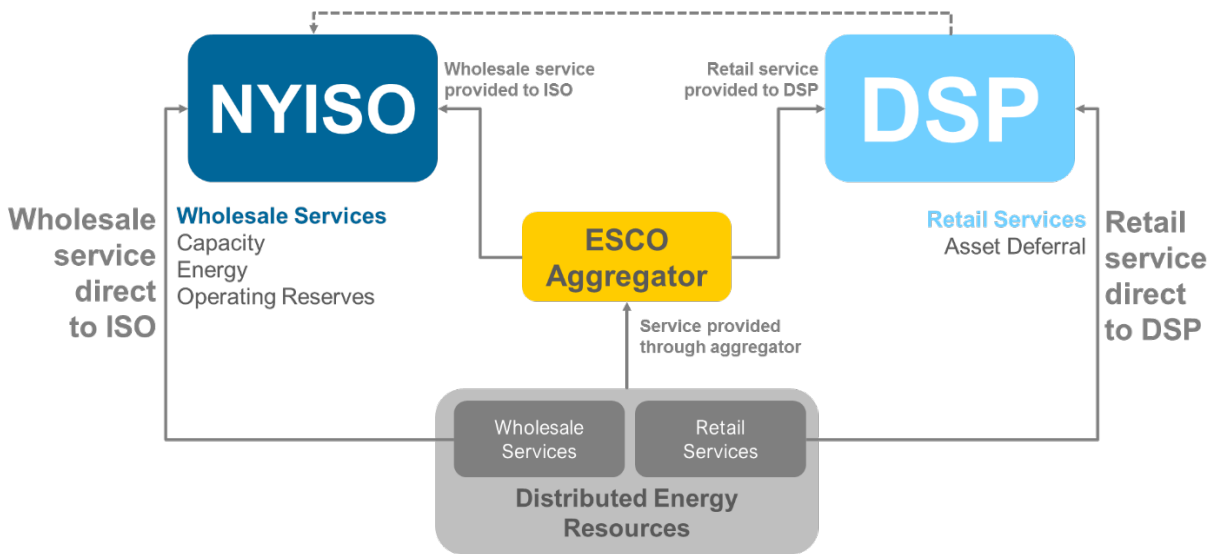 NYISO
Wholesale service
provided to ISO
Retail service
provided to DSP
DSP
Wholesale
service
direct
to ISO
Wholesale Services
Capacity
Energy
Operating Reserves
ESCO
Aggregator
Retail Services
Asset Deferral
Retail
service
direct
to DSP
Service provided
through aggregator
Wholesale
Services
Retail
Services
Distributed Energy
Resources